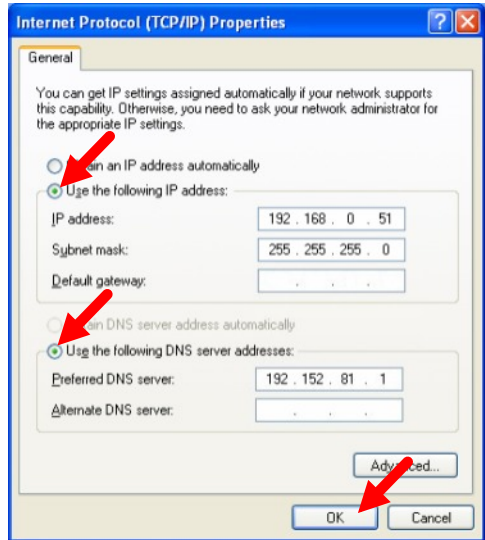 Internet Protocol (TCP/IP) Properties
General
You can get IP settings assigned automatically if your network supports
this capability. Otherwise, you need to ask your network administrator for
the appropriate IP settings.
an IP address automatically
Use the following IP address:
IP address: 192 . 168 . 0 . 51
Subnet mask: 255 . 255 . 255 . 0
Default gateway: . . .
DNS server address automatically
Use the following DNS server addresses:
Preferred DNS server: 192 . 152 . 81 . 1
Alternate DNS server: . . .
Advanced...
OK Cancel